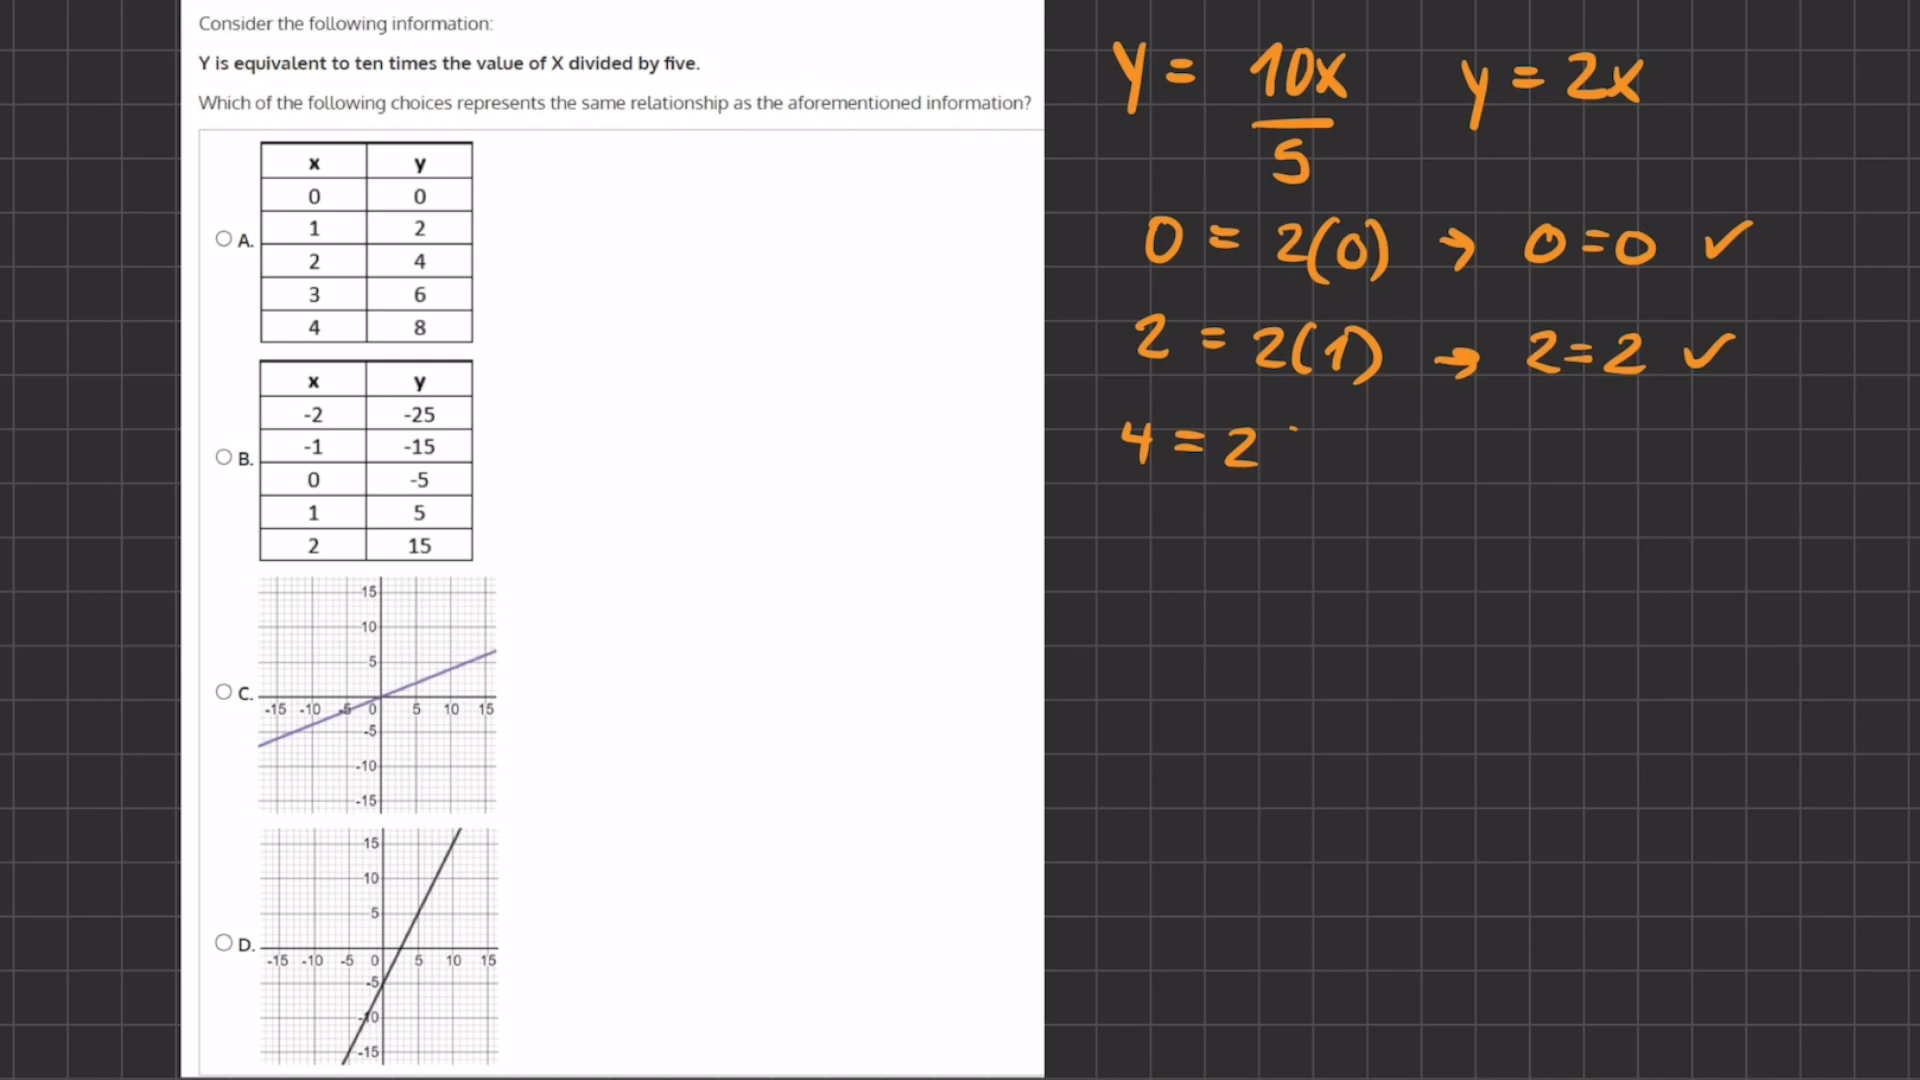 Consider the following information:
Y is equivalent to ten times the value of X divided by five.
Which of the following choices represents the same relationship as the aforementioned information?
A.
x y
0 0
1 2
2 4
3 6
4 8
B.
x y
-2 -25
-1 -15
0 -5
1 5
2 15
C.
15
10
5
-15 -10 -5 0 5 10 15
-5
-10
-15
D.
15
10
5
-15 -10 -5 0 5 10 15
-5
-10
-15
y = 10x / 5 y = 2x
0 = 2(0) → 0=0 ✓
2 = 2(1) → 2=2 ✓
4 = 2